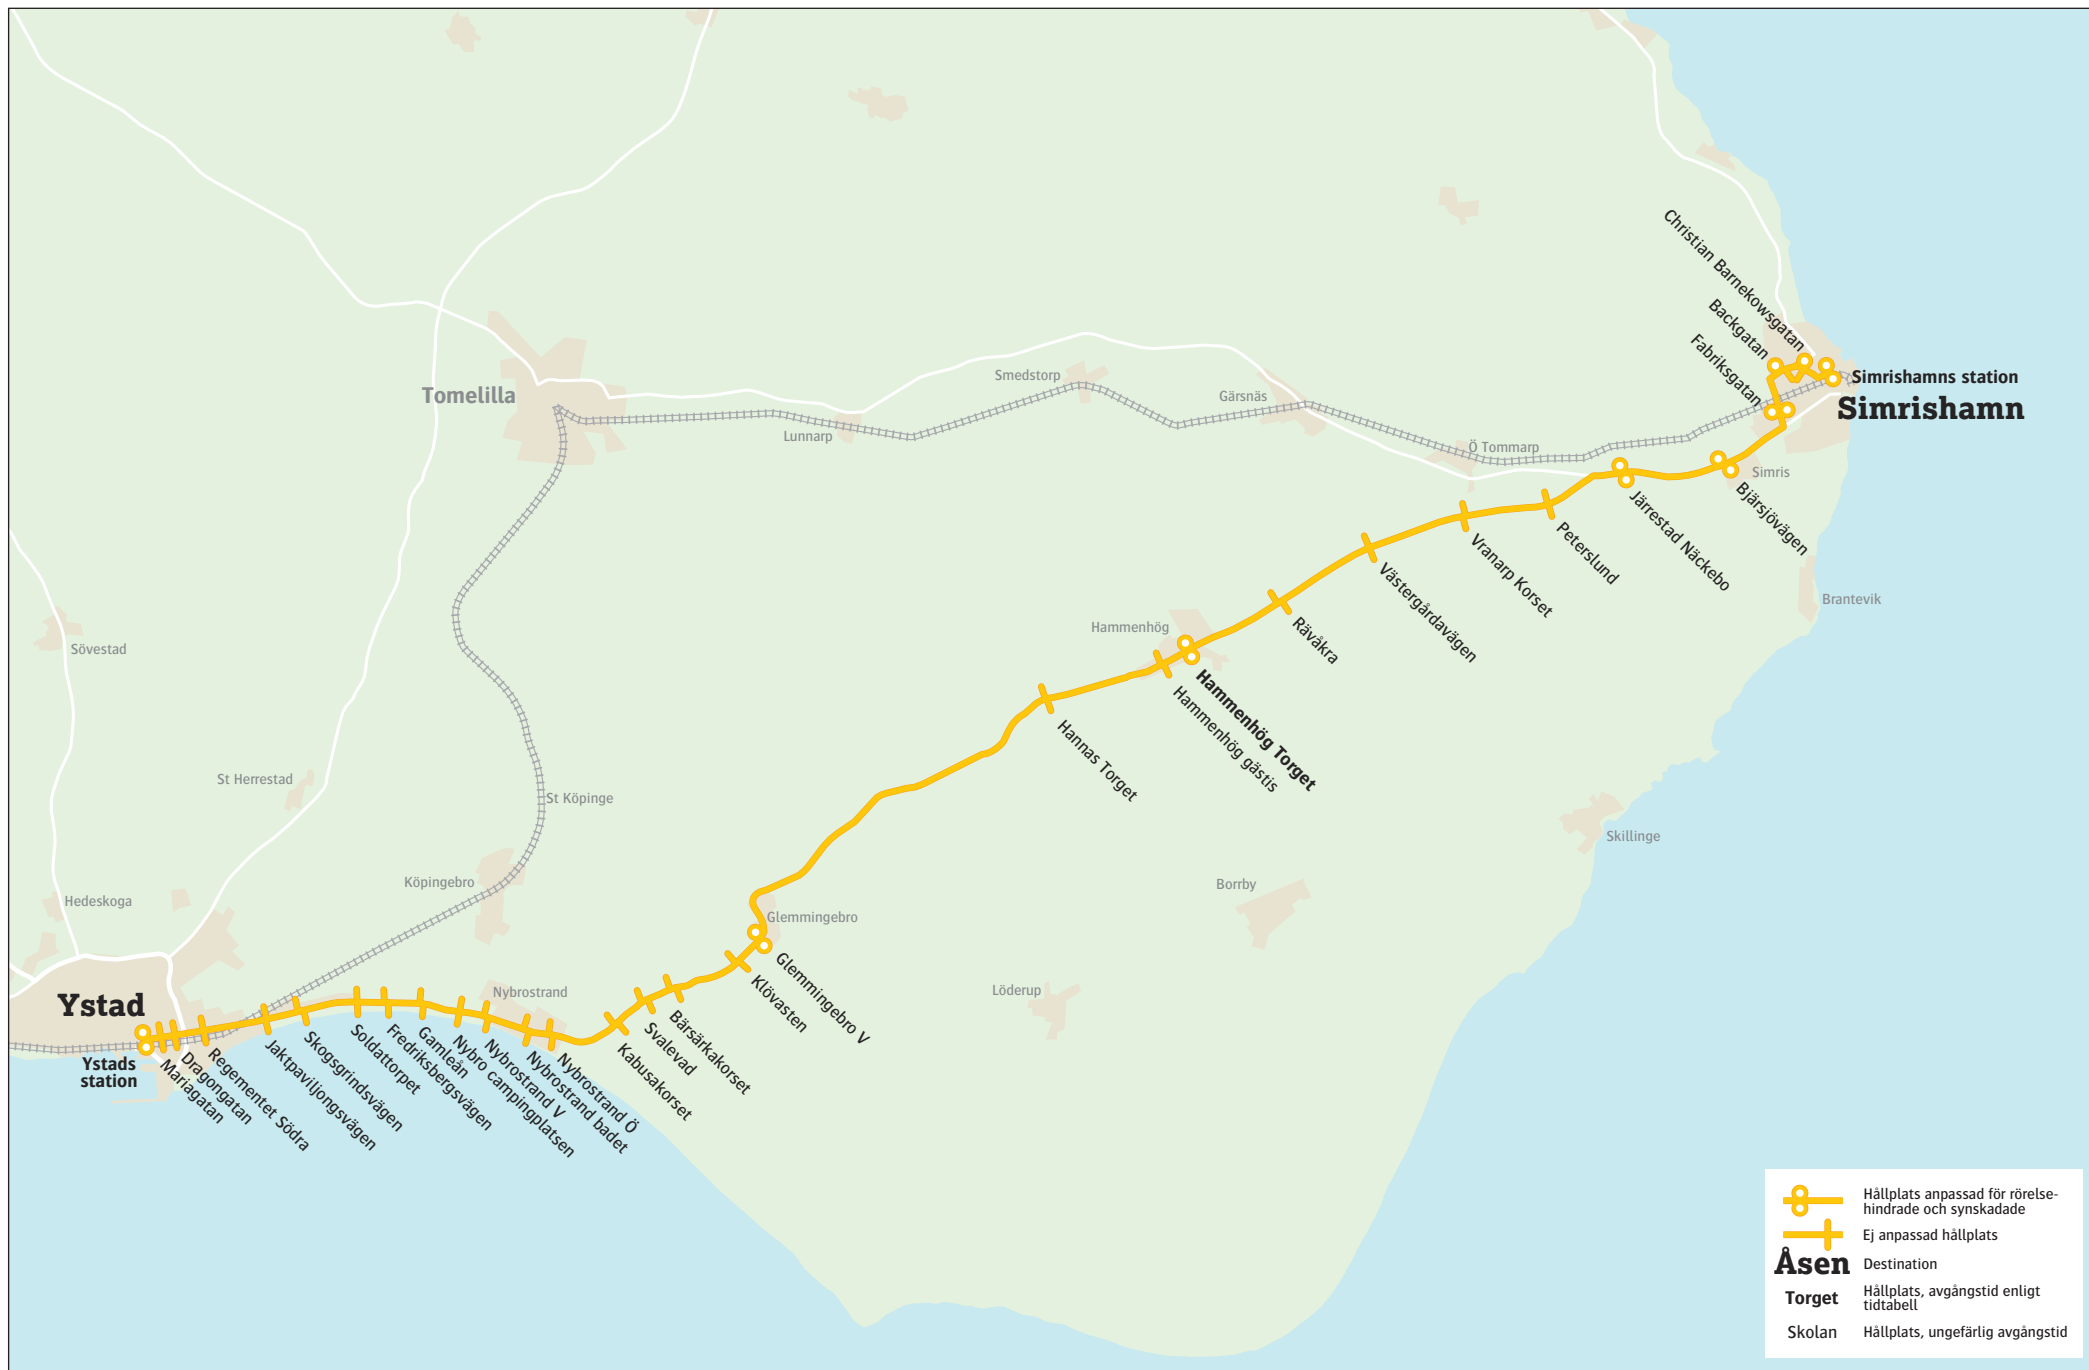 Christian Barnekowsgatan
Backgatan
Fabriksgatan
Simrishamns station
Simrishamn
Smedstorp
Tomelilla
Gärsnäs
Lunnarp
Ö Tommarp
Simris
Bjärsjövägen
Järrestad Näckebo
Peterslund
Vranarp Korset
Västergårdavägen
Brantevik
Rävåkra
Hammenhög
Sövestad
Hammenhög Torget
Hammenhög gästis
Hannas Torget
St Herrestad
St Köpinge
Skillinge
Köpingebro
Borrby
Hedeskoga
Glemmingebro
Glemmingebro V
Klövasten
Nybrostrand
Löderup
Ystad
Ystads
station
Mariagatan
Dragongatan
Regementet Södra
Jaktpaviljongsvägen
Skogsgrindsvägen
Soldattorpet
Fredriksbergsvägen
Gamleån
Nybro campingplatsen
Nybrostrand V
Nybrostrand badet
Nybrostrand Ö
Kabusakorset
Svalevad
Bärsärkakorset
Hållplats anpassad för rörelse-
hindrade och synskadade
Ej anpassad hållplats
Åsen Destination
Torget Hållplats, avgångstid enligt
tidtabell
Skolan Hållplats, ungefärlig avgångstid